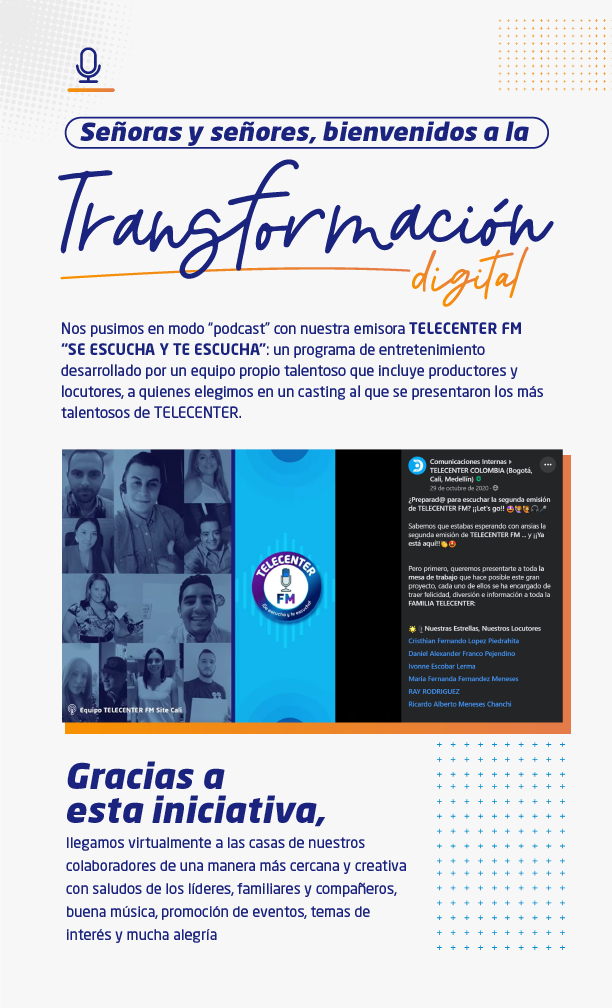 Señoras y señores, bienvenidos a la
Transformación
digital
Nos pusimos en modo "podcast" con nuestra emisora TELECENTER FM
"SE ESCUCHA Y TE ESCUCHA": un programa de entretenimiento
desarrollado por un equipo propio talentoso que incluye productores y
locutores, a quienes elegimos en un casting al que se presentaron los más
talentosos de TELECENTER.
Equipo TELECENTER FM Site Cali
TELECENTER
FM
¡Se escucha y te escucha!
Comunicaciones Internas ▸
TELECENTER COLOMBIA (Bogotá,
Cali, Medellín)
29 de octubre de 2020 ·
¿Preparad@ para escuchar la segunda emisión
de TELECENTER FM? ¡¡Let's go!!
Sabemos que estabas esperando con ansias la
segunda emisión de TELECENTER FM ... y ¡¡Ya
está aquí!!
Pero primero, queremos presentarte a toda la
mesa de trabajo que hace posible este gran
proyecto, cada uno de ellos se ha encargado de
traer felicidad, diversión e información a toda la
FAMILIA TELECENTER:
Nuestras Estrellas, Nuestros Locutores
Cristhian Fernando Lopez Piedrahita
Daniel Alexander Franco Pejendino
Ivonne Escobar Lerma
Maria Fernanda Fernandez Meneses
RAY RODRIGUEZ
Ricardo Alberto Meneses Chanchi
Gracias a
esta iniciativa,
llegamos virtualmente a las casas de nuestros
colaboradores de una manera más cercana y creativa
con saludos de los líderes, familiares y compañeros,
buena música, promoción de eventos, temas de
interés y mucha alegría